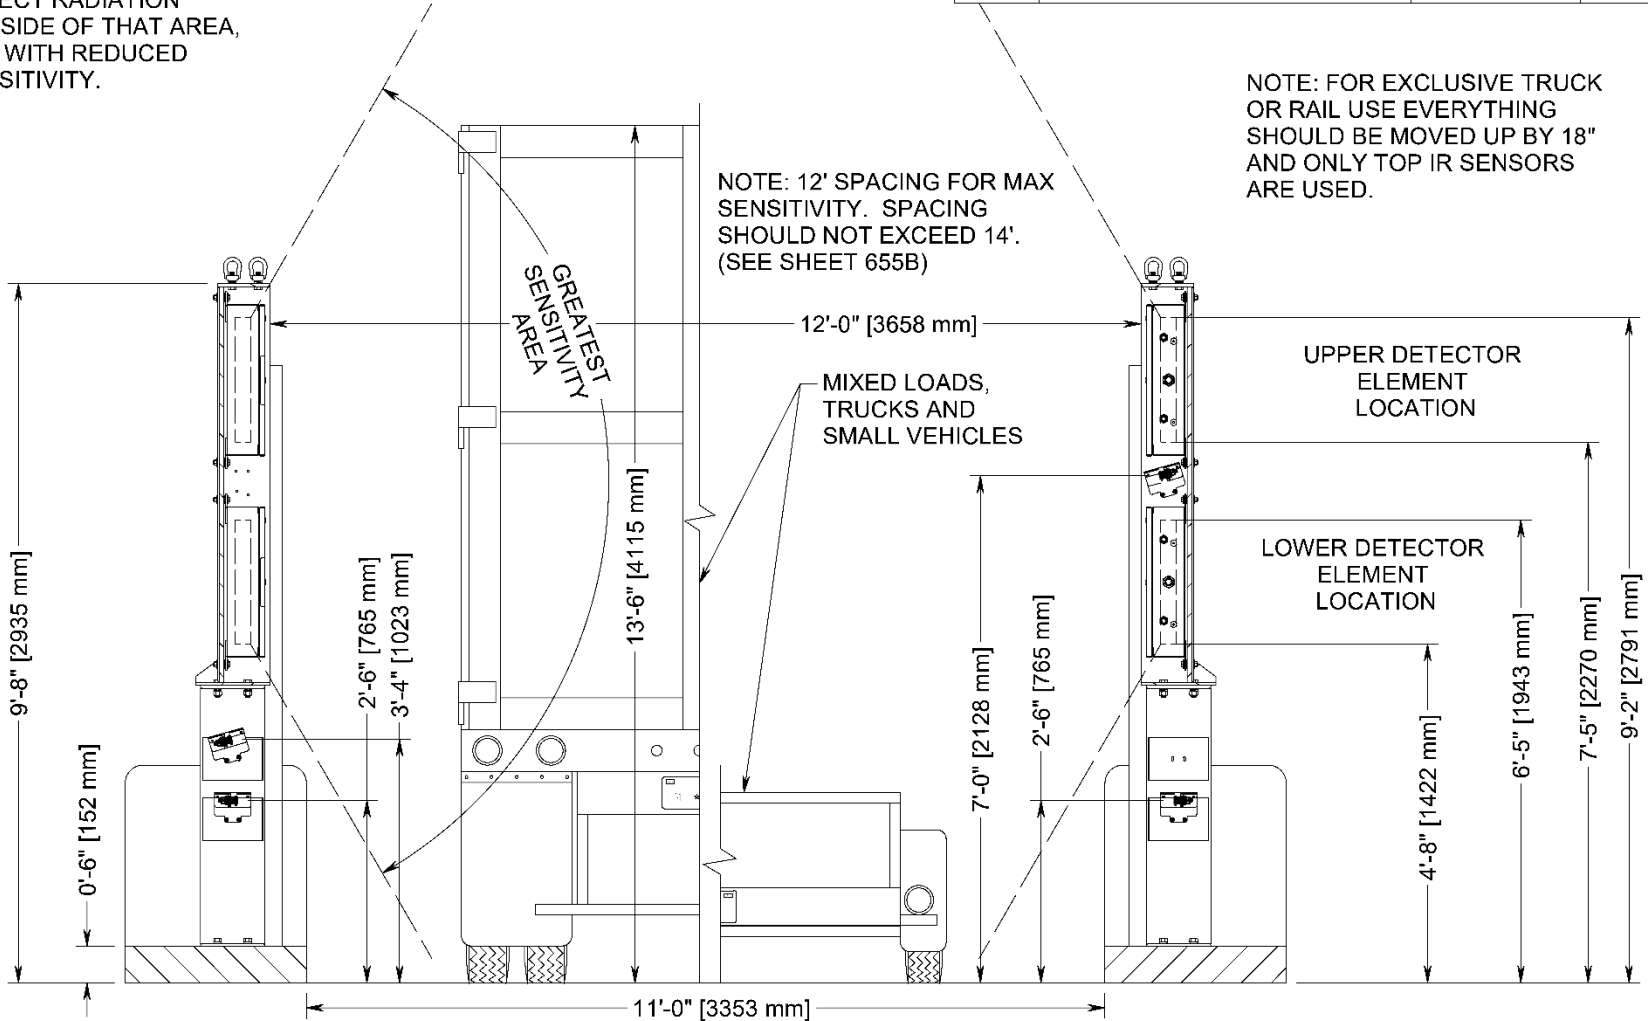 RADIATION
SIDE OF THAT AREA,
WITH REDUCED
NOTE: FOR EXCLUSIVE TRUCK
OR RAIL USE EVERYTHING
SHOULD BE MOVED UP BY 18"
AND ONLY TOP IR SENSORS
ARE USED.
NOTE: 12' SPACING FOR MAX
SENSITIVITY. SPACING
SHOULD NOT EXCEED 14'.
(SEE SHEET 655B)
GREATEST
SENSITIVITY
AREA
12'-0" [3658 mm]
MIXED LOADS,
TRUCKS AND
SMALL VEHICLES
UPPER DETECTOR
ELEMENT
LOCATION
LOWER DETECTOR
ELEMENT
LOCATION
9'-8" [2935 mm]
0'-6" [152 mm]
2'-6" [765 mm]
3'-4" [1023 mm]
13'-6" [4115 mm]
7'-0" [2128 mm]
2'-6" [765 mm]
4'-8" [1422 mm]
6'-5" [1943 mm]
7'-5" [2270 mm]
9'-2" [2791 mm]
11'-0" [3353 mm]